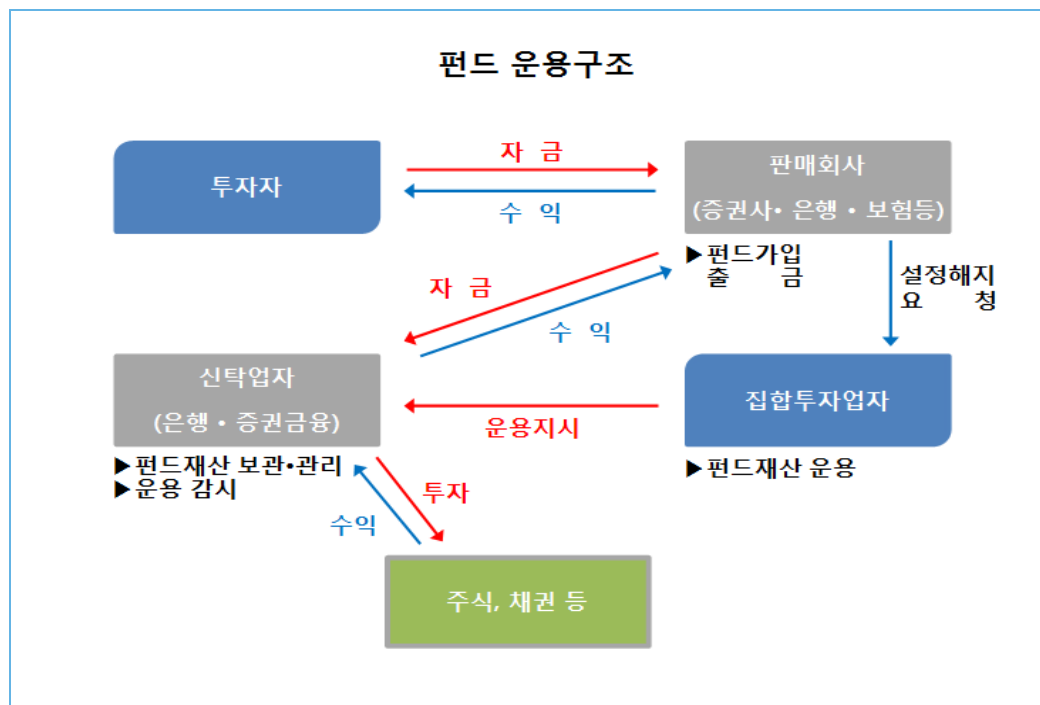 펀드 운용구조
투자자
자 금
수 익
판매회사
(증권사• 은행 • 보험등)
▶펀드가입
출 금
설정해지
요 청
자 금
수 익
신탁업자
(은행 • 증권금융)
▶펀드재산 보관•관리
▶운용 감시
운용지시
집합투자업자
▶펀드재산 운용
투자
수익
주식, 채권 등